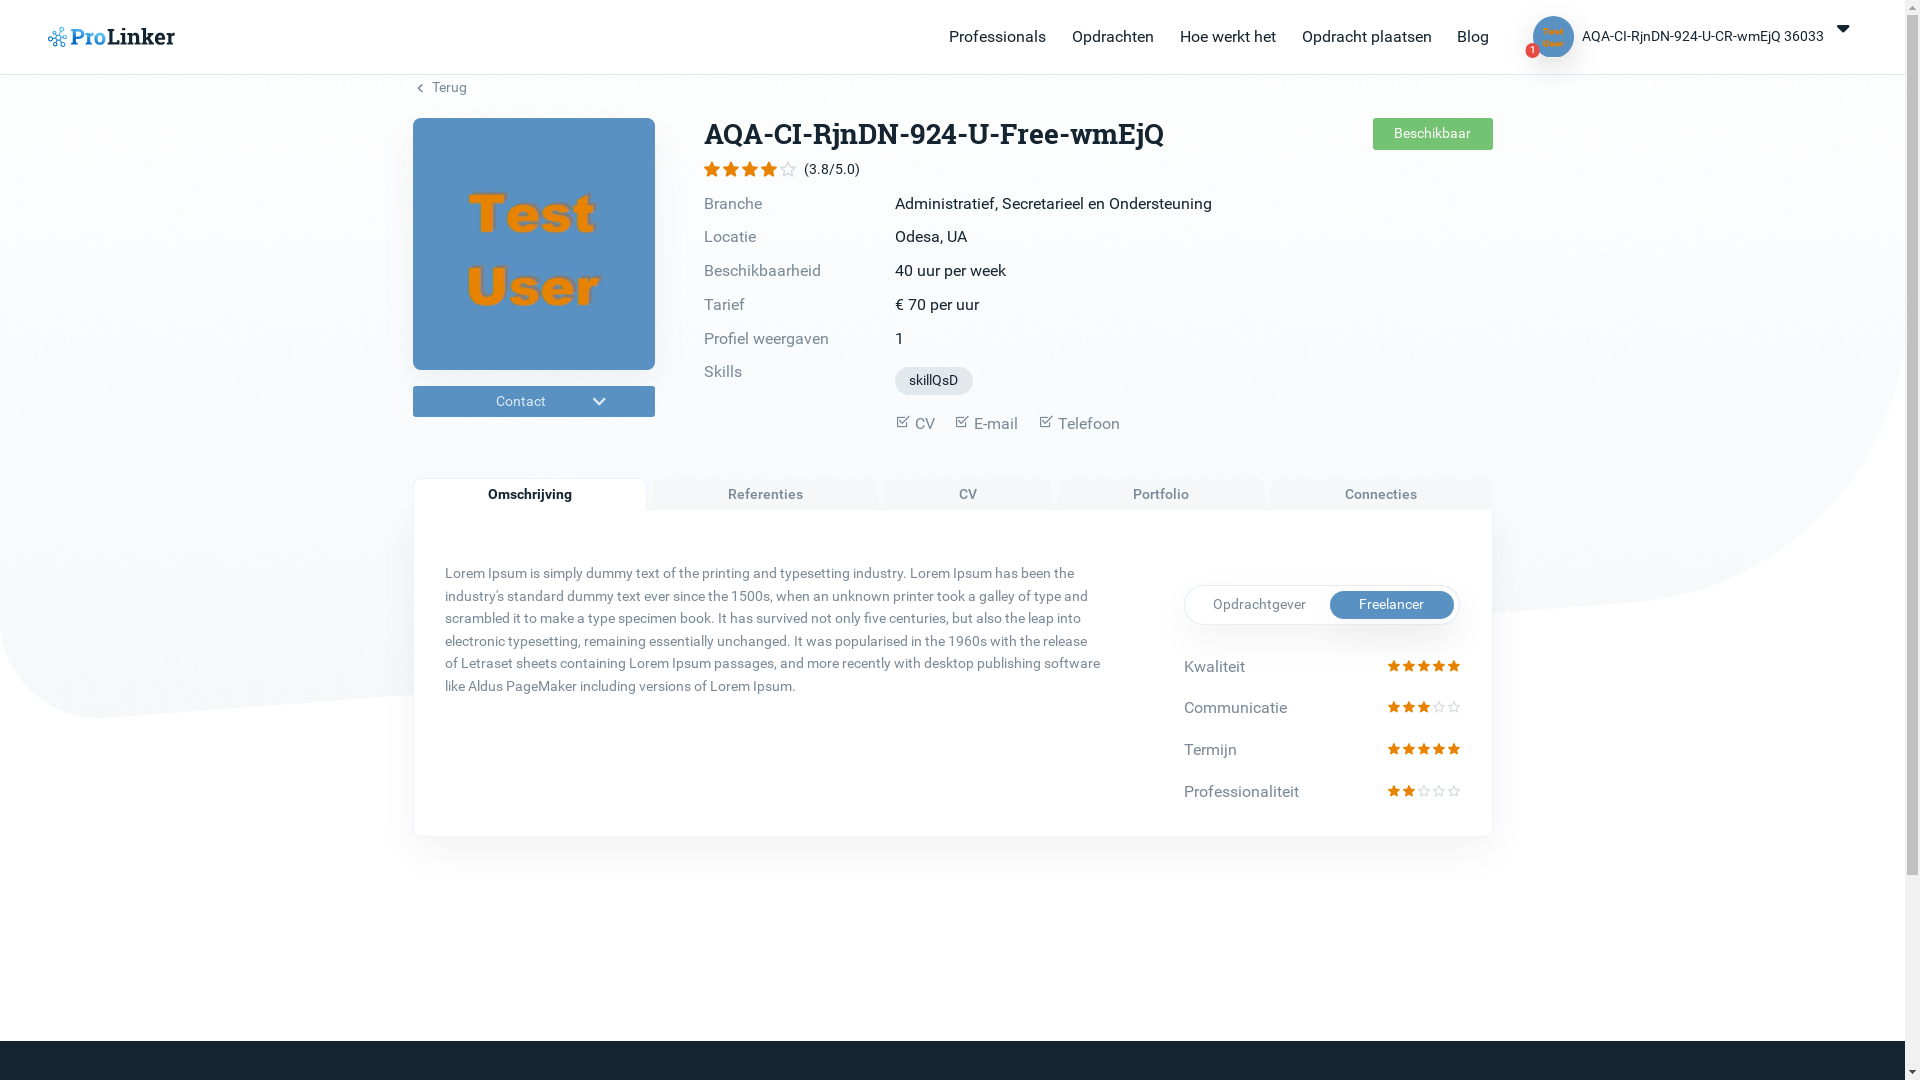 ProLinker
Professionals Opdrachten Hoe werkt het Opdracht plaatsen Blog
Test
User
1
AQA-CI-RjnDN-924-U-CR-wmEjQ 36033
Terug
Test
User
Contact
AQA-CI-RjnDN-924-U-Free-wmEjQ
Beschikbaar
(3.8/5.0)
Branche Administratief, Secretarieel en Ondersteuning
Locatie Odesa, UA
Beschikbaarheid 40 uur per week
Tarief € 70 per uur
Profiel weergaven 1
Skills skillQsD
CV E-mail Telefoon
Omschrijving Referenties CV Portfolio Connecties
Lorem Ipsum is simply dummy text of the printing and typesetting industry. Lorem Ipsum has been the
industry's standard dummy text ever since the 1500s, when an unknown printer took a galley of type and
scrambled it to make a type specimen book. It has survived not only five centuries, but also the leap into
electronic typesetting, remaining essentially unchanged. It was popularised in the 1960s with the release
of Letraset sheets containing Lorem Ipsum passages, and more recently with desktop publishing software
like Aldus PageMaker including versions of Lorem Ipsum.
Opdrachtgever Freelancer
Kwaliteit
Communicatie
Termijn
Professionaliteit